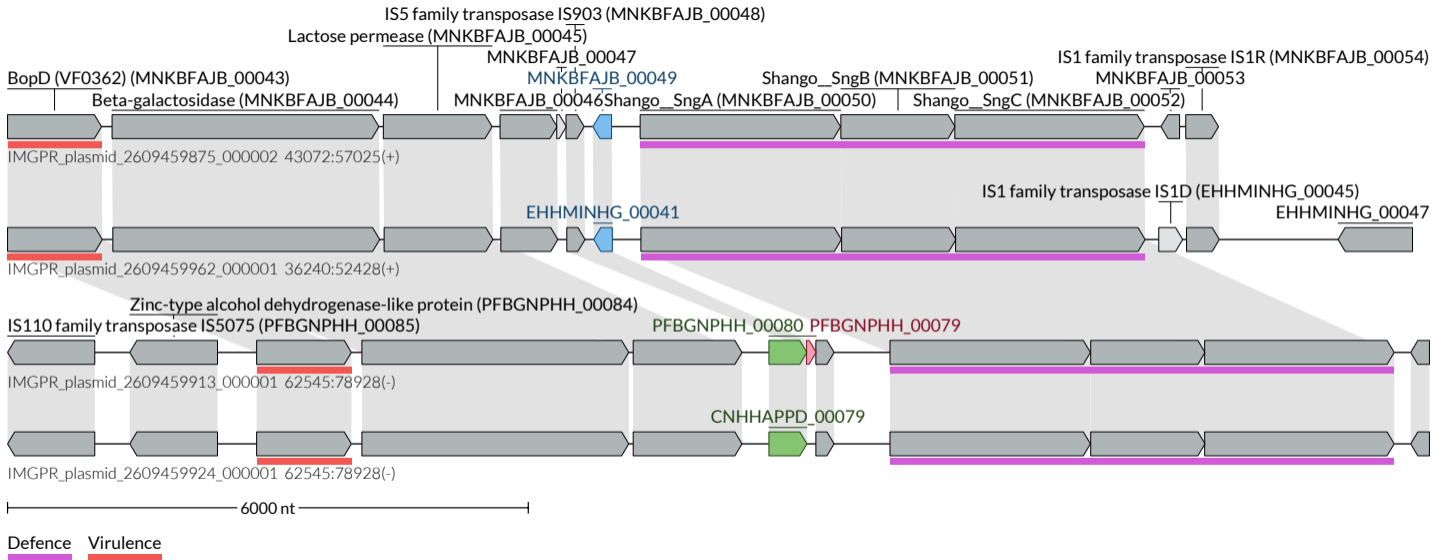 IS5 family transposase IS903 (MNKBFAJB_00048)
Lactose permease (MNKBFAJB_00045)
MNKBFAJB_00047
IS1 family transposase IS1R (MNKBFAJB_00054)
BopD (VF0362) (MNKBFAJB_00043)
MNKBFAJB_00049
Shango__SngB (MNKBFAJB_00051)
MNKBFAJB_00053
Beta-galactosidase (MNKBFAJB_00044)
MNKBFAJB_00046
Shango__SngA (MNKBFAJB_00050)
Shango__SngC (MNKBFAJB_00052)
IMGPR_plasmid_2609459875_000002 43072:57025(+)
IS1 family transposase IS1D (EHHMINHG_00045)
EHHMINHG_00041
EHHMINHG_00047
IMGPR_plasmid_2609459962_000001 36240:52428(+)
Zinc-type alcohol dehydrogenase-like protein (PFBGNPHH_00084)
IS110 family transposase IS5075 (PFBGNPHH_00085)
PFBGNPHH_00080
PFBGNPHH_00079
IMGPR_plasmid_2609459913_000001 62545:78928(-)
CNHHAPPD_00079
IMGPR_plasmid_2609459924_000001 62545:78928(-)
6000 nt
Defence
Virulence